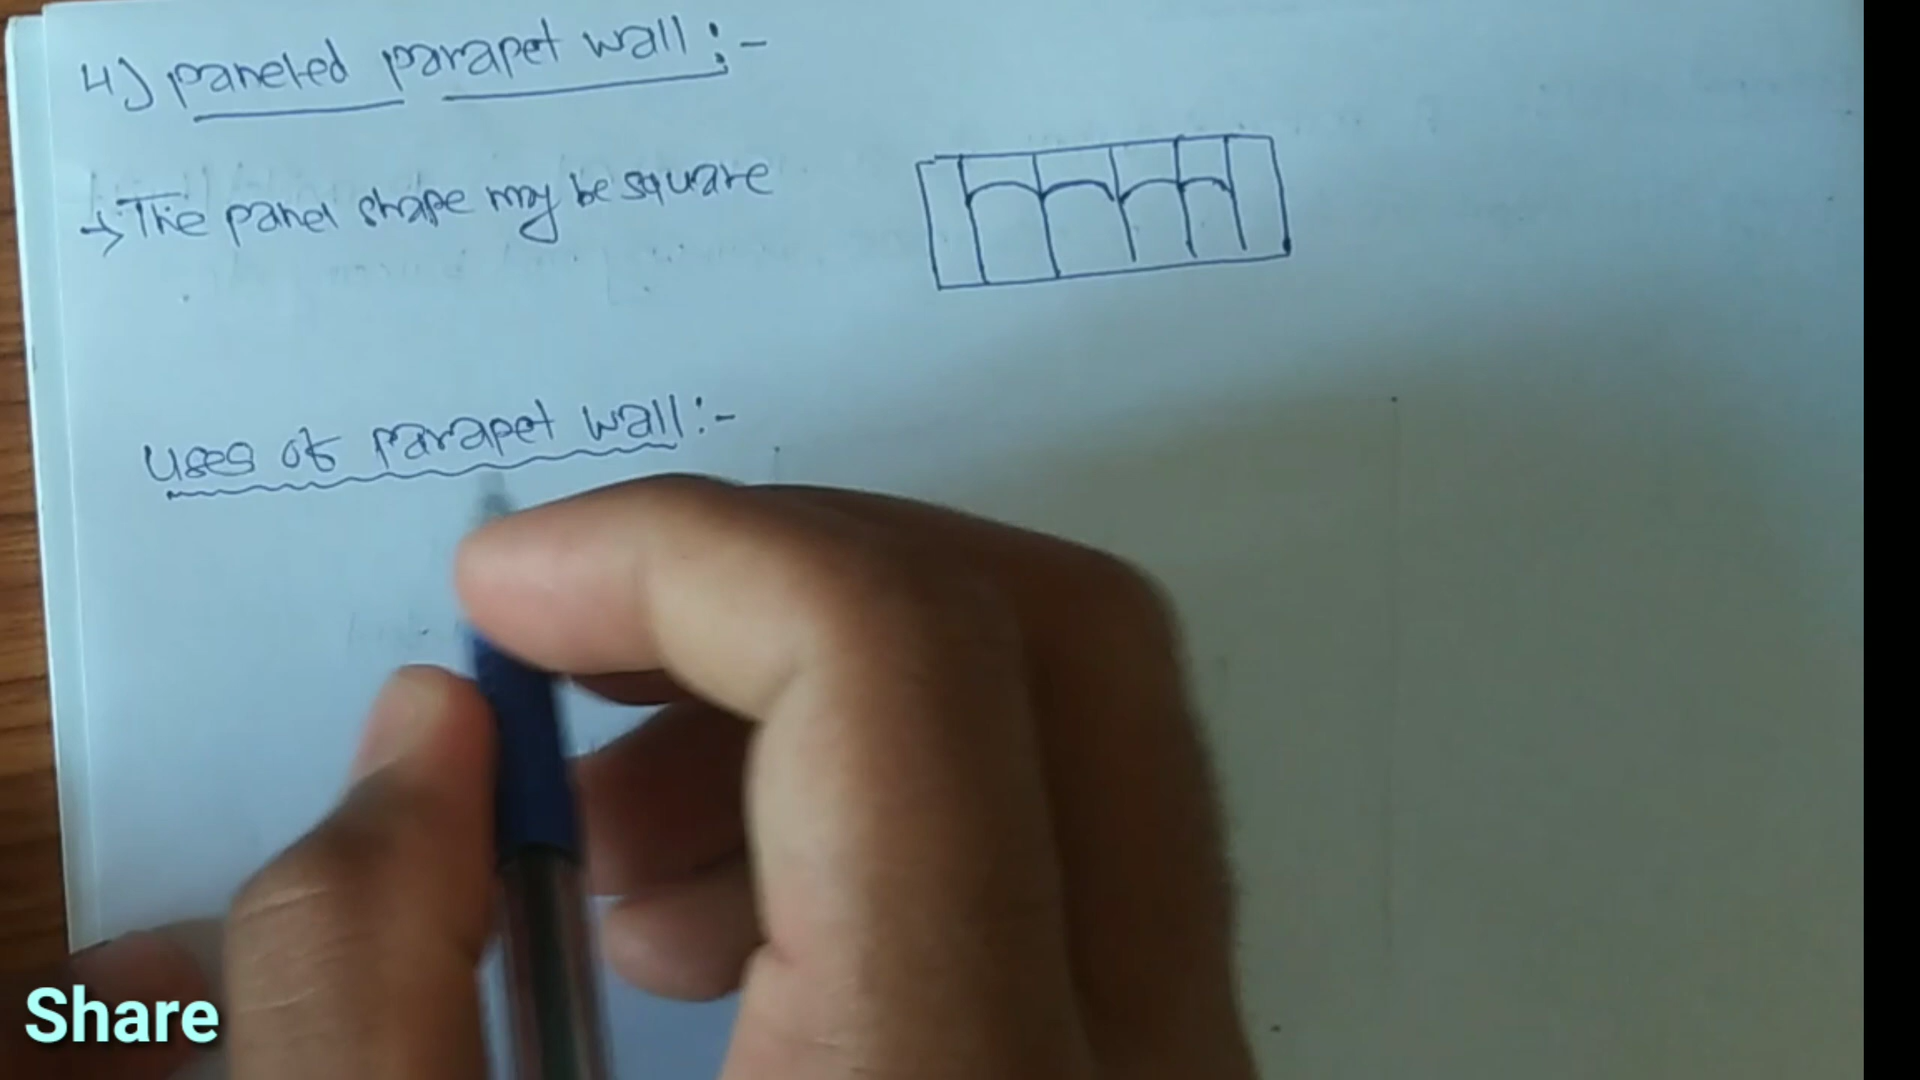 4) paneled parapet wall :-
→ The panel shape may be square
uses of parapet wall :-
Share